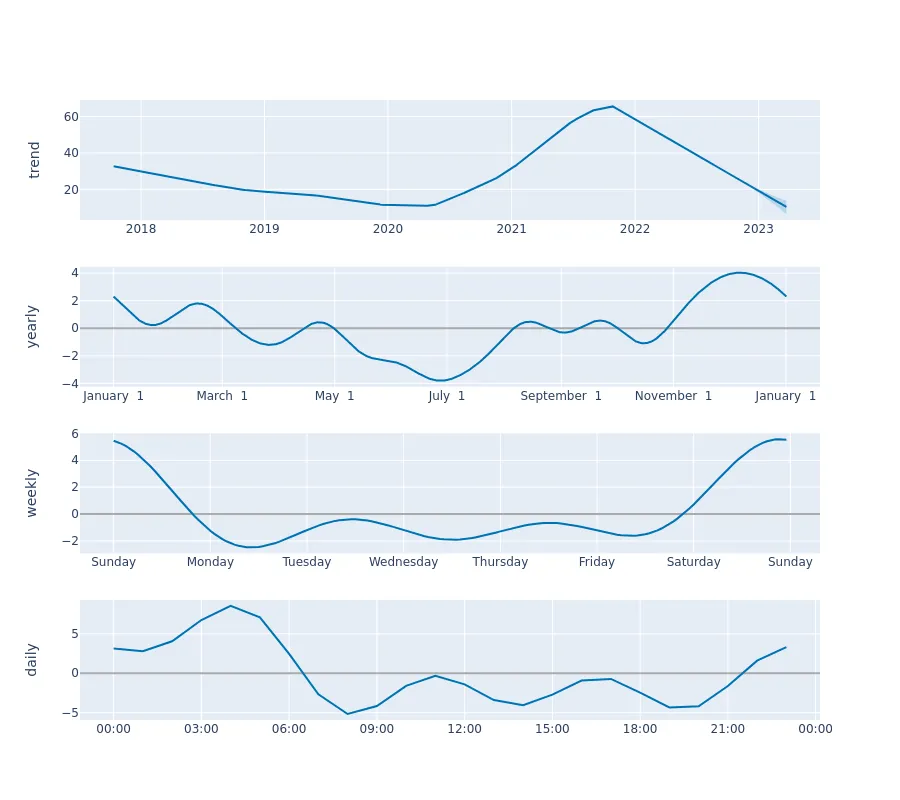 trend
60
40
20
2018 2019 2020 2021 2022 2023
yearly
4
2
0
−2
−4
January 1 March 1 May 1 July 1 September 1 November 1 January 1
weekly
6
4
2
0
−2
Sunday Monday Tuesday Wednesday Thursday Friday Saturday Sunday
daily
5
0
−5
00:00 03:00 06:00 09:00 12:00 15:00 18:00 21:00 00:00